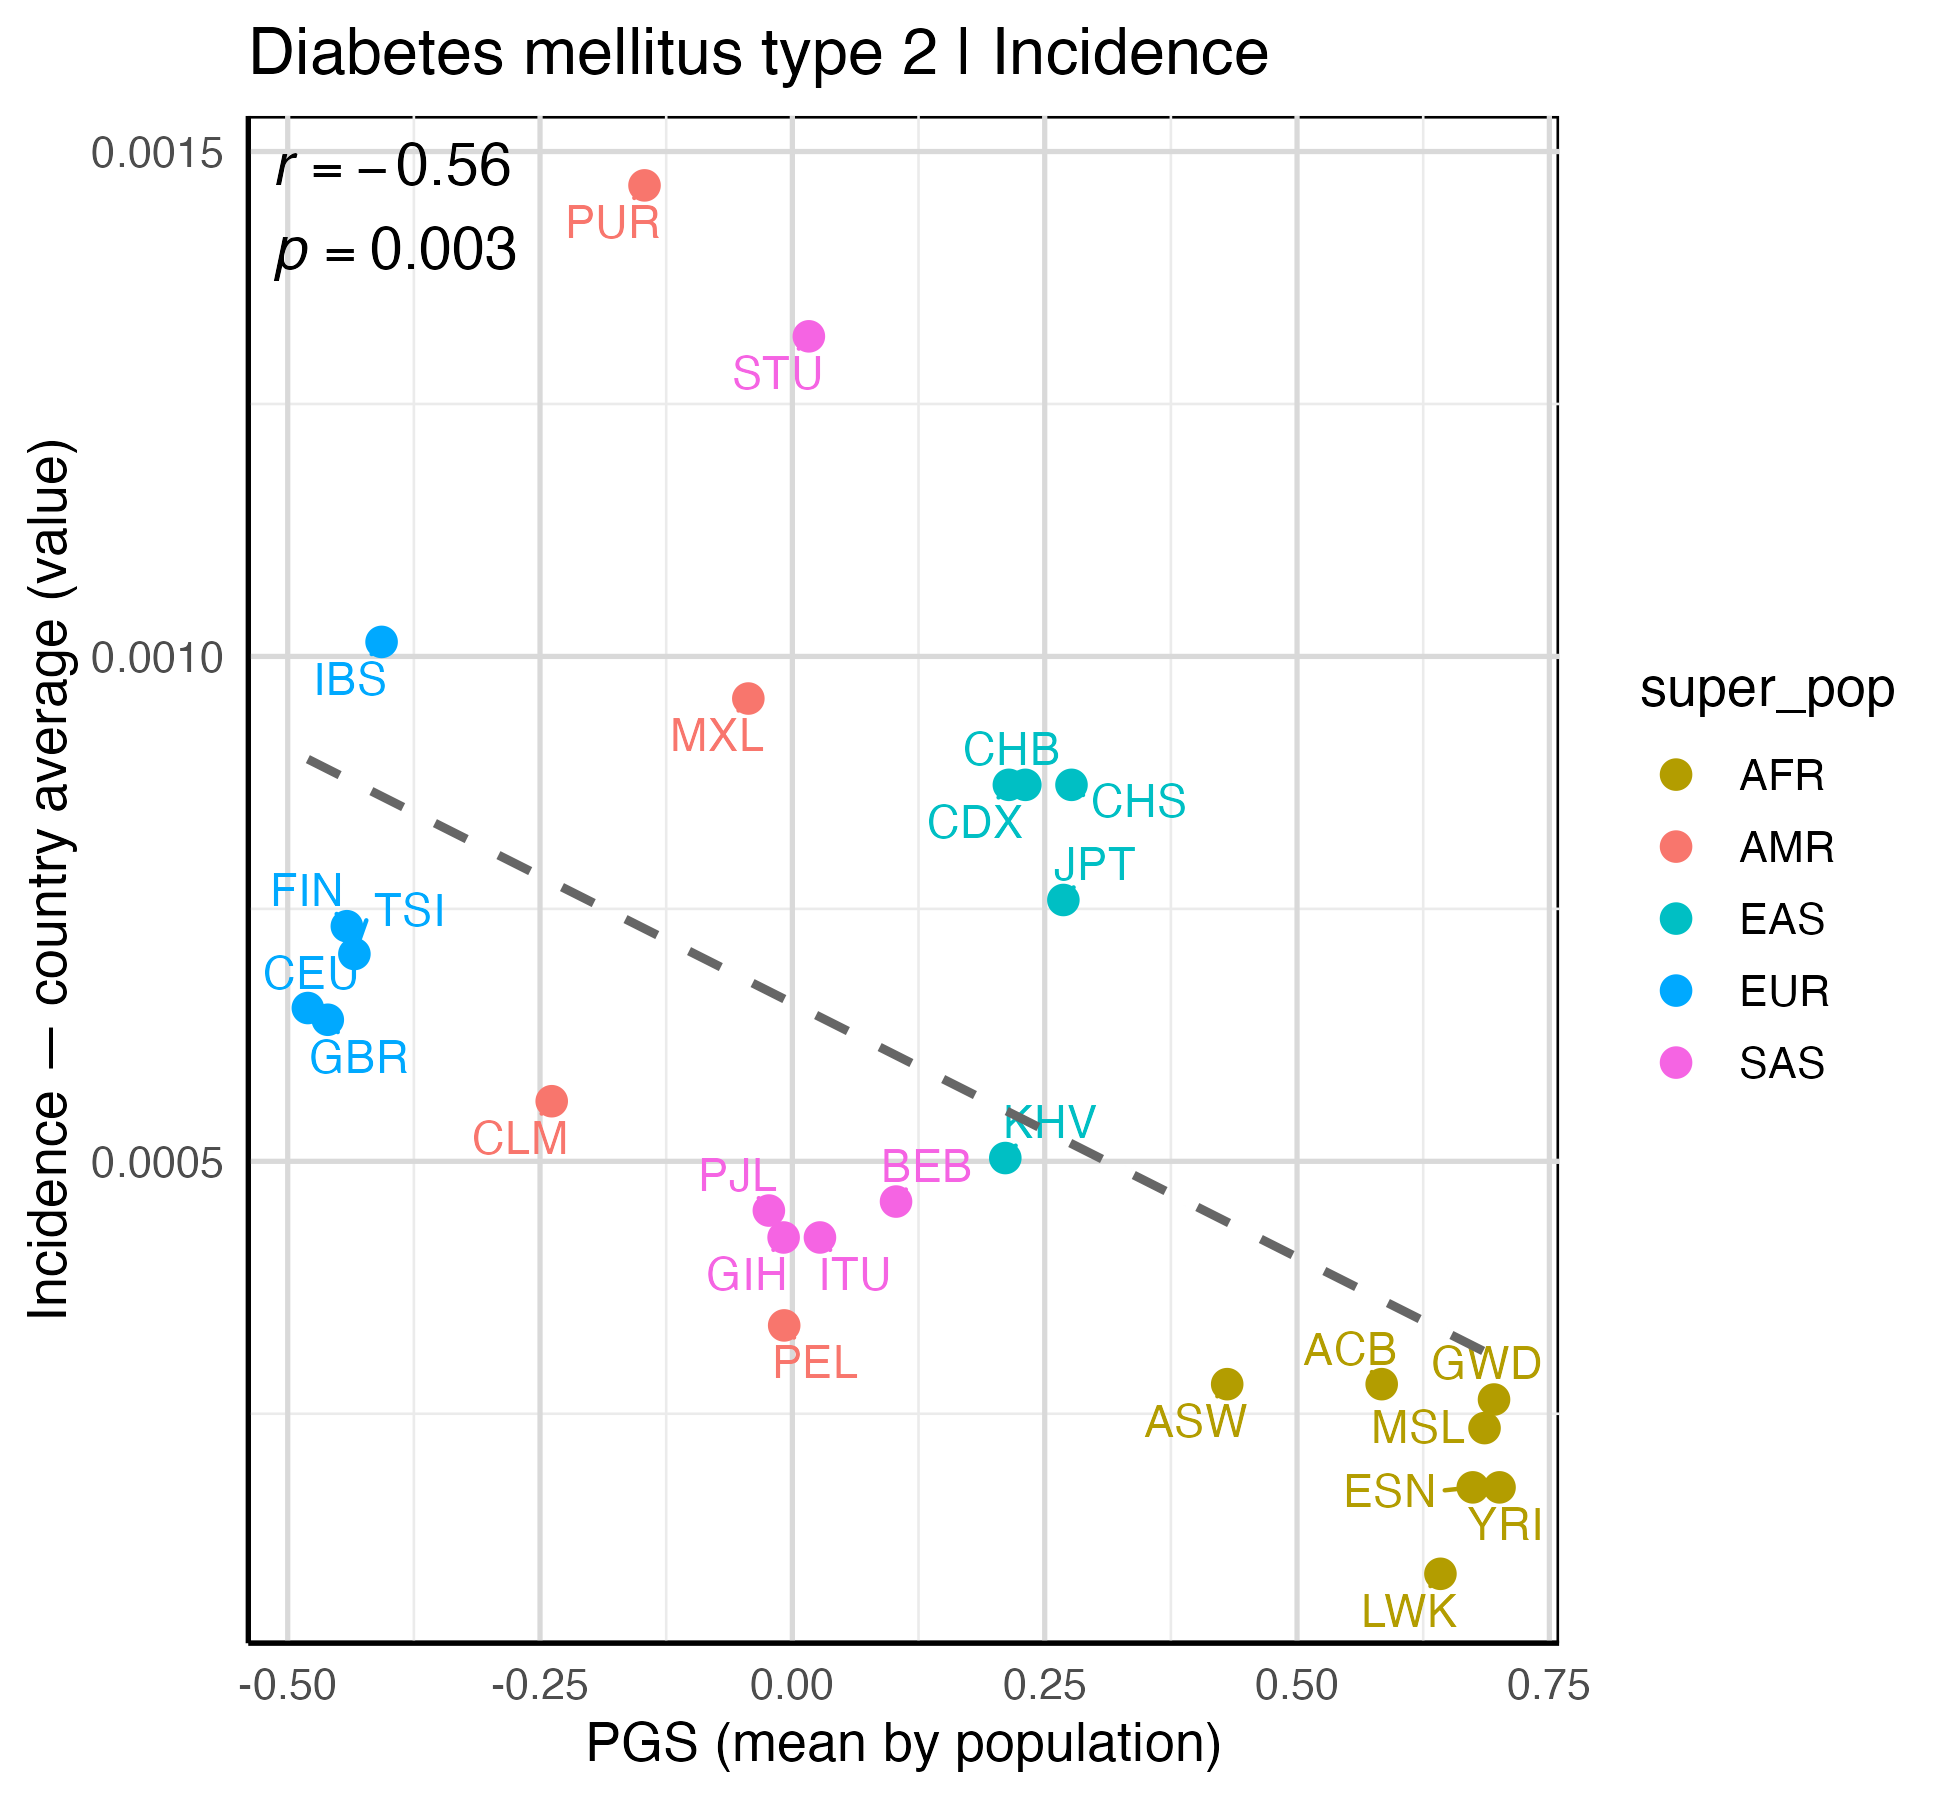 Diabetes mellitus type 2 | Incidence
r = −0.56
p = 0.003
0.0015
0.0010
0.0005
Incidence — country average (value)
PUR
STU
IBS
MXL
CHB
CHS
CDX
JPT
FIN
TSI
CEU
GBR
CLM
KHV
PJL
BEB
GIH
ITU
PEL
ACB
GWD
ASW
MSL
ESN
YRI
LWK
-0.50
-0.25
0.00
0.25
0.50
0.75
PGS (mean by population)
super_pop
AFR
AMR
EAS
EUR
SAS